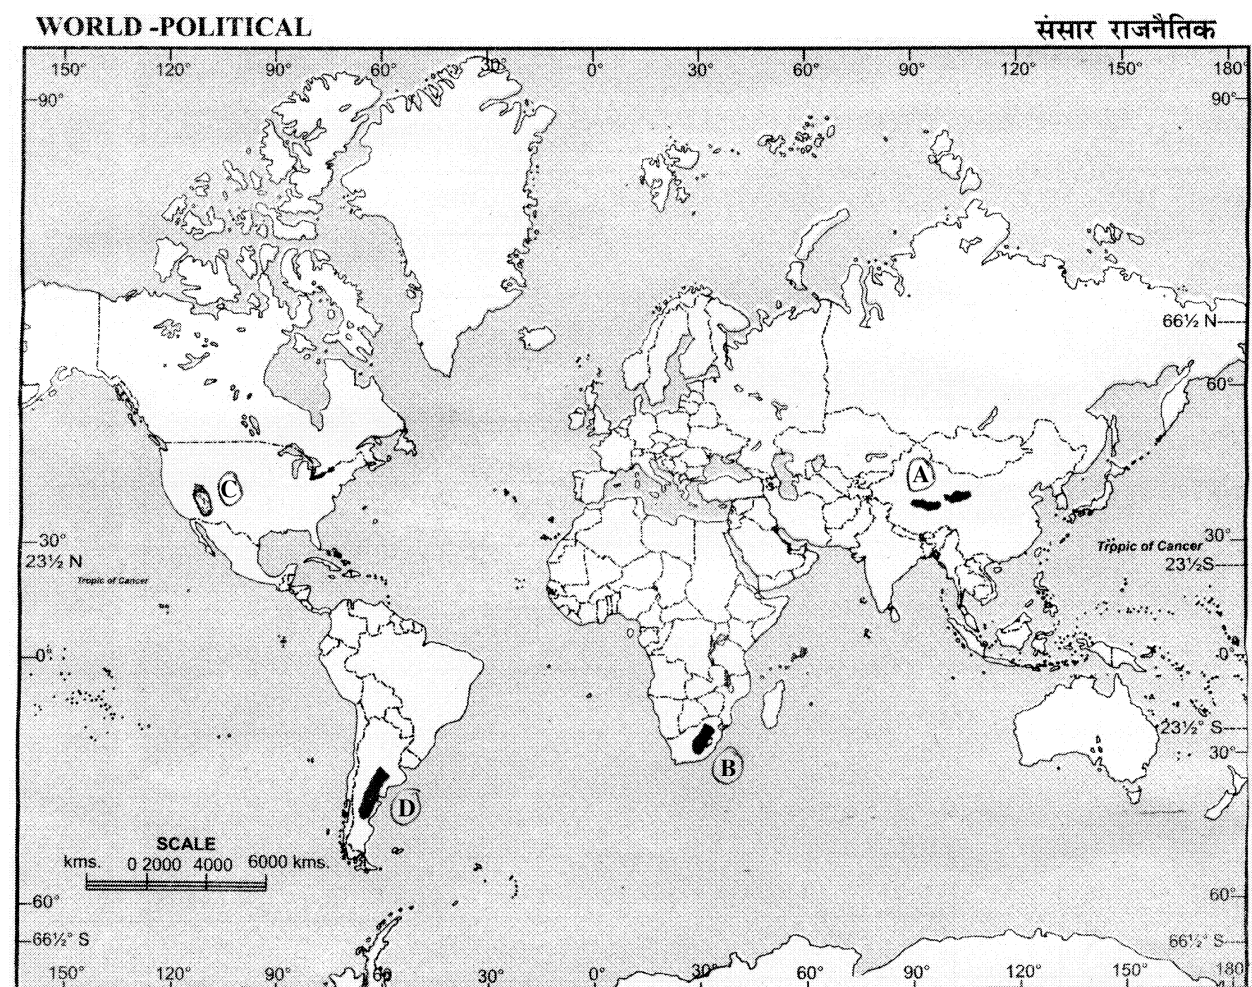 WORLD -POLITICAL
संसार राजनैतिक
150° 120° 90° 60° 30° 0° 30° 60° 90° 120° 150° 180°
90° 90°
66½ N
60°
C
A
30° 30°
Tropic of Cancer
23½ N
23½S
Tropic of Cancer
0° 0°
23½° S
30°
B
D
SCALE
kms. 0 2000 4000 6000 kms.
60° 60°
66½° S 66½° S
150° 120° 90° 60° 30° 0° 30° 60° 90° 120° 150° 180°